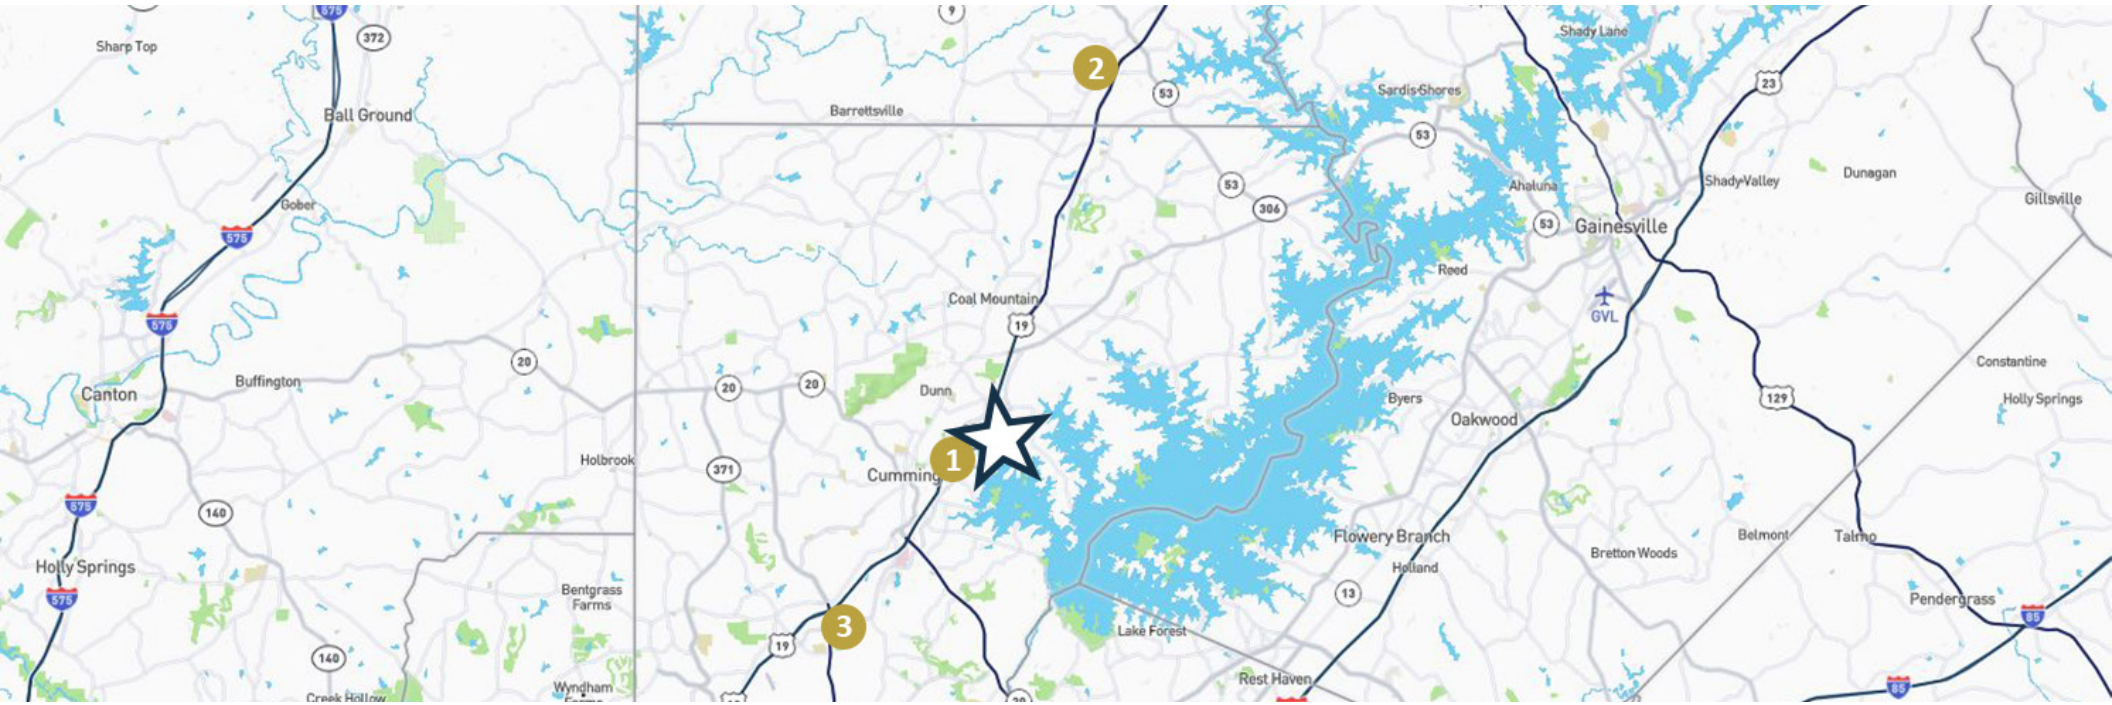 575
372
9
Sharp Top
Shady Lane
2
23
53
Sardis Shores
Barrettsville
Ball Ground
53
Dunagan
Shady Valley
53
Ahaluna
Gillsville
Gober
306
53
Gainesville
575
Reed
Coal Mountain
GVL
575
19
20
Constantine
Buffington
20
20
Dunn
Canton
Byers
129
Holly Springs
Oakwood
Holbrook
1
371
Cumming
575
140
Flowery Branch
Belmont
Talmo
Bretton Woods
Holly Springs
Holland
Bentgrass
Farms
575
13
Pendergrass
85
3
Lake Forest
19
140
Rest Haven
Wyndham
85
Creek Hollow